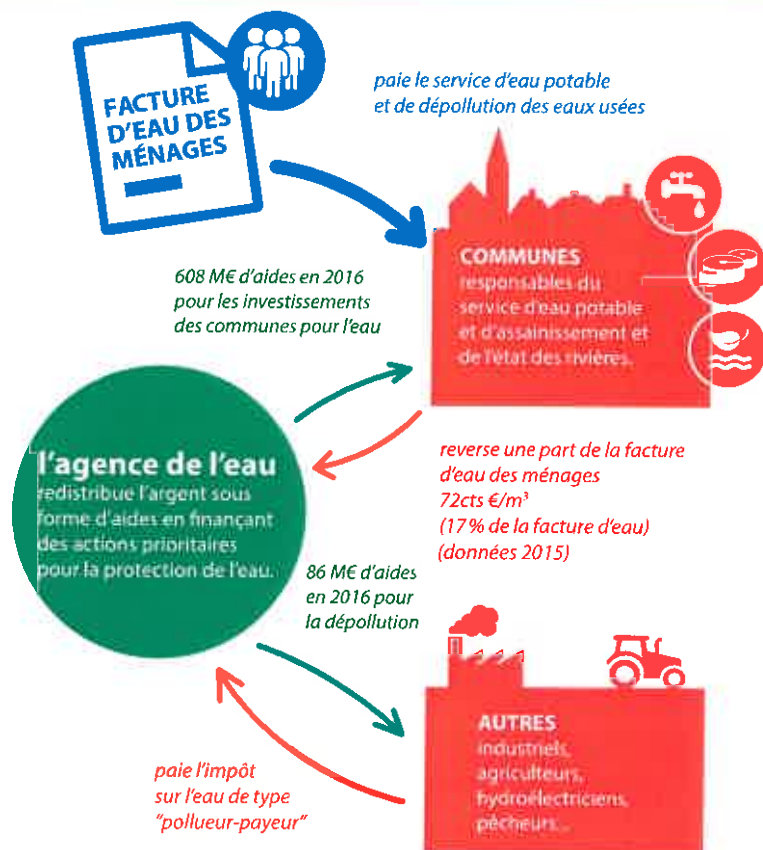 FACTURE
D'EAU DES
MÉNAGES
paie le service d'eau potable
et de dépollution des eaux usées
COMMUNES
responsables du
service d'eau potable
et d'assainissement et
de l'état des rivières.
608 M€ d'aides en 2016
pour les investissements
des communes pour l'eau
l'agence de l'eau
redistribue l'argent sous
forme d'aides en finançant
des actions prioritaires
pour la protection de l'eau.
reverse une part de la facture
d'eau des ménages
72cts €/m³
(17% de la facture d'eau)
(données 2015)
86 M€ d'aides
en 2016 pour
la dépollution
AUTRES
industriels,
agriculteurs,
hydroélectriciens,
pêcheurs...
paie l'impôt
sur l'eau de type
"pollueur-payeur"